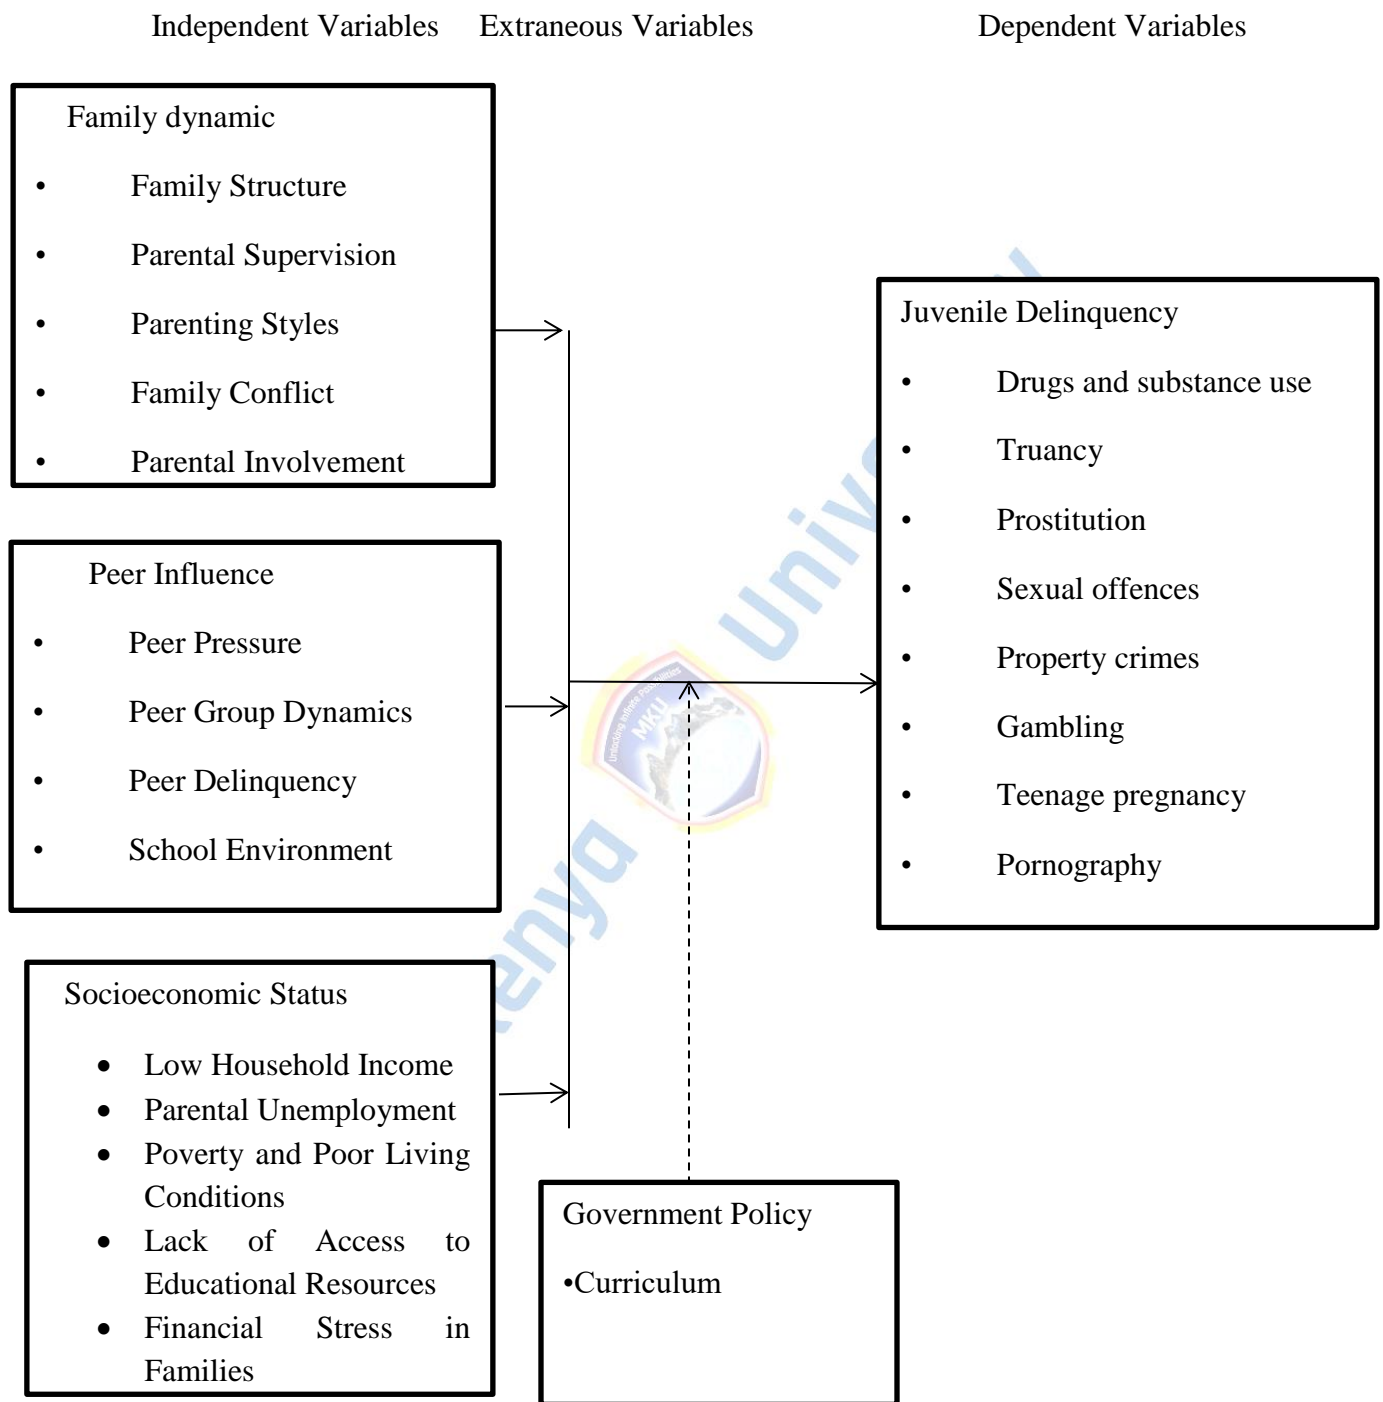 Independent Variables Extraneous Variables Dependent Variables
Family dynamic
• Family Structure
• Parental Supervision
• Parenting Styles
• Family Conflict
• Parental Involvement
Peer Influence
• Peer Pressure
• Peer Group Dynamics
• Peer Delinquency
• School Environment
Socioeconomic Status
• Low Household Income
• Parental Unemployment
• Poverty and Poor Living
Conditions
• Lack of Access to
Educational Resources
• Financial Stress in
Families
Government Policy
•Curriculum
Juvenile Delinquency
• Drugs and substance use
• Truancy
• Prostitution
• Sexual offences
• Property crimes
• Gambling
• Teenage pregnancy
• Pornography
MKU